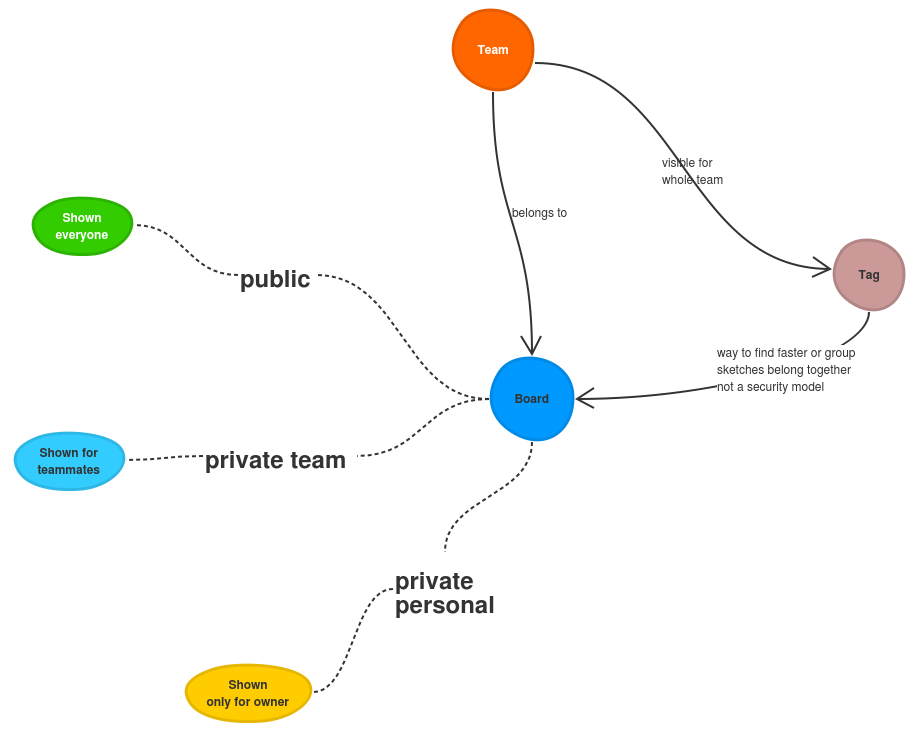 Team
visible for
whole team
belongs to
Shown
everyone
public
Tag
way to find faster or group
sketches belong together
not a security model
Board
Shown for
teammates
private team
private
personal
Shown
only for owner